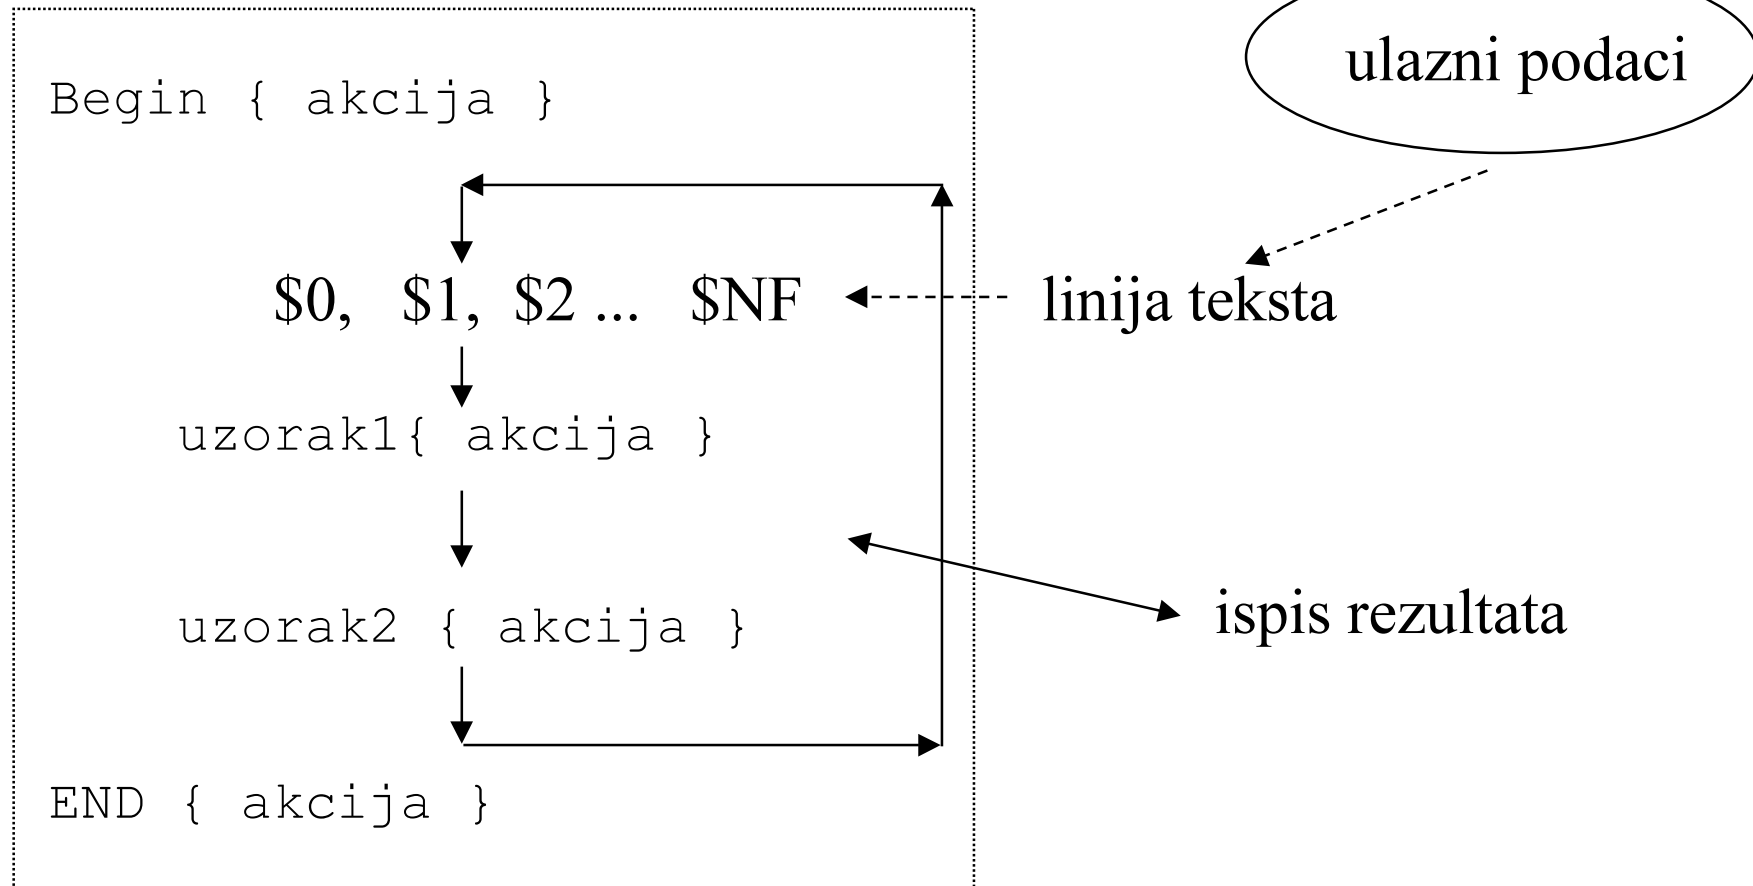 ulazni podaci
Begin { akcija }
$0, $1, $2 ... $NF
linija teksta
uzorak1{ akcija }
ispis rezultata
uzorak2 { akcija }
END { akcija }